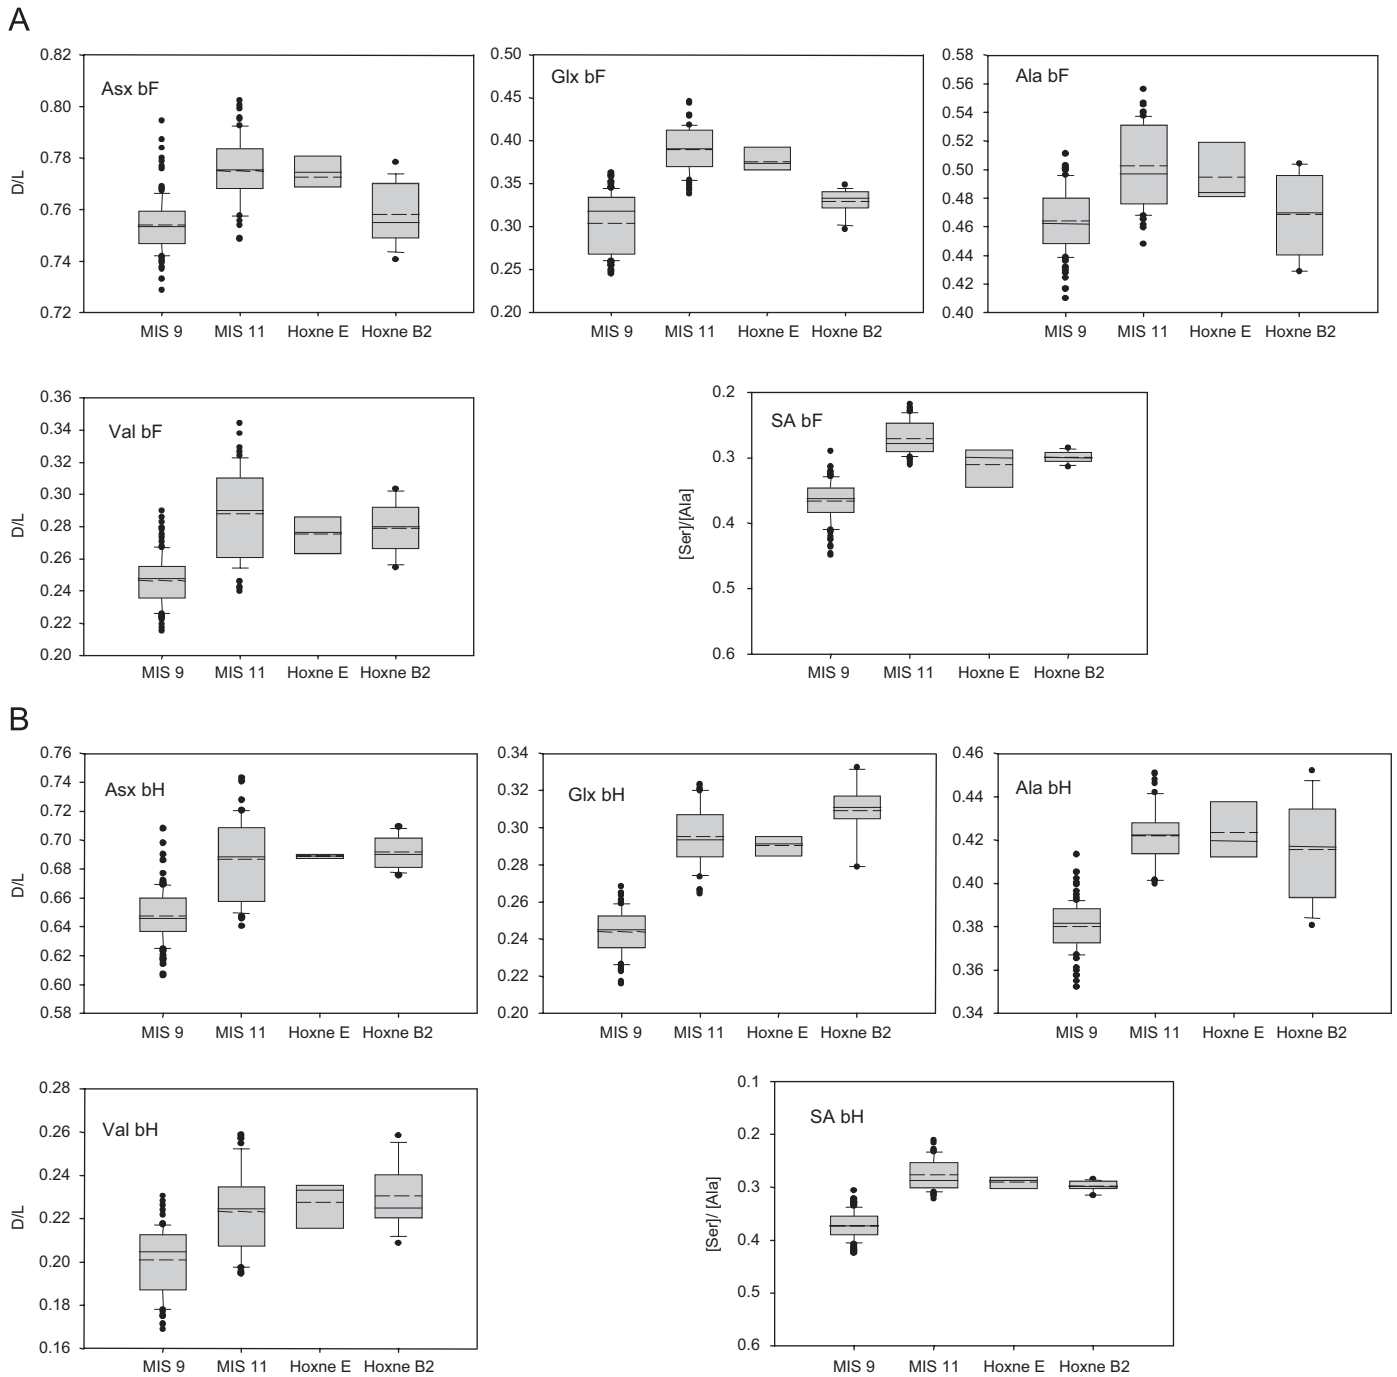 A
Asx bF
D/L
0.82
0.80
0.78
0.76
0.74
0.72
MIS 9 MIS 11 Hoxne E Hoxne B2
Glx bF
0.50
0.45
0.40
0.35
0.30
0.25
0.20
MIS 9 MIS 11 Hoxne E Hoxne B2
Ala bF
0.58
0.56
0.54
0.52
0.50
0.48
0.46
0.44
0.42
0.40
MIS 9 MIS 11 Hoxne E Hoxne B2
Val bF
D/L
0.36
0.34
0.32
0.30
0.28
0.26
0.24
0.22
0.20
MIS 9 MIS 11 Hoxne E Hoxne B2
SA bF
[Ser]/[Ala]
0.2
0.3
0.4
0.5
0.6
MIS 9 MIS 11 Hoxne E Hoxne B2
B
Asx bH
D/L
0.76
0.74
0.72
0.70
0.68
0.66
0.64
0.62
0.60
0.58
MIS 9 MIS 11 Hoxne E Hoxne B2
Glx bH
0.34
0.32
0.30
0.28
0.26
0.24
0.22
0.20
MIS 9 MIS 11 Hoxne E Hoxne B2
Ala bH
0.46
0.44
0.42
0.40
0.38
0.36
0.34
MIS 9 MIS 11 Hoxne E Hoxne B2
Val bH
D/L
0.28
0.26
0.24
0.22
0.20
0.18
0.16
MIS 9 MIS 11 Hoxne E Hoxne B2
SA bH
[Ser]/ [Ala]
0.1
0.2
0.3
0.4
0.5
0.6
MIS 9 MIS 11 Hoxne E Hoxne B2